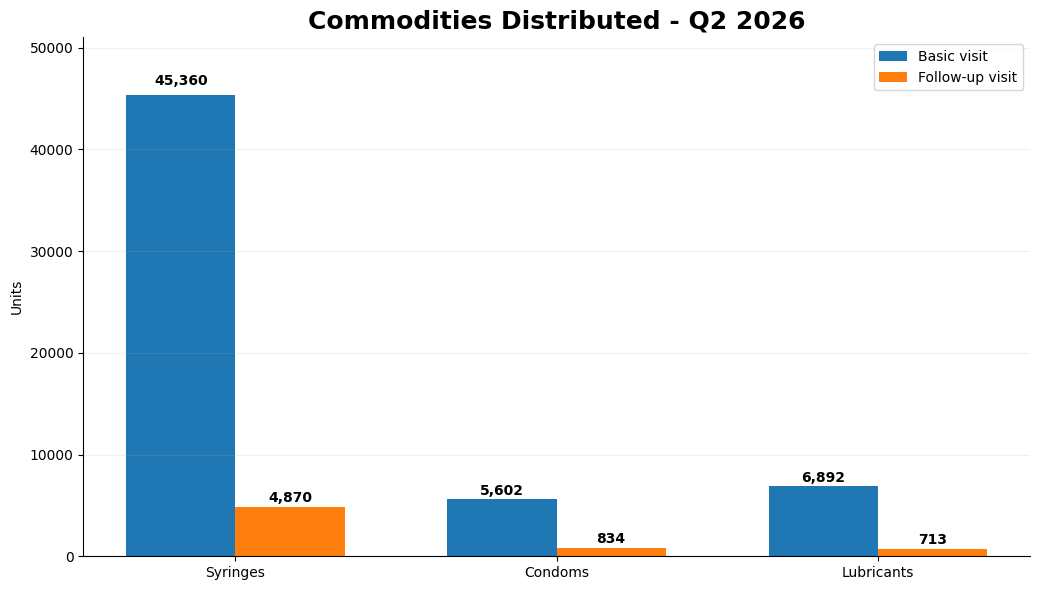 Commodities Distributed - Q2 2026
50000
40000
30000
20000
10000
0
Units
Basic visit
Follow-up visit
45,360
4,870
5,602
834
6,892
713
Syringes
Condoms
Lubricants